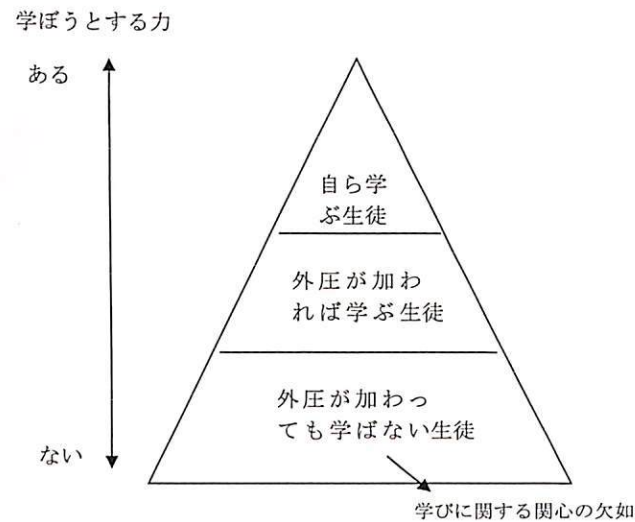 学ぼうとする力
ある
自ら学
ぶ生徒
外圧が加わ
れば学ぶ生徒
外圧が加わっ
ても学ばない生徒
ない
学びに関する関心の欠如